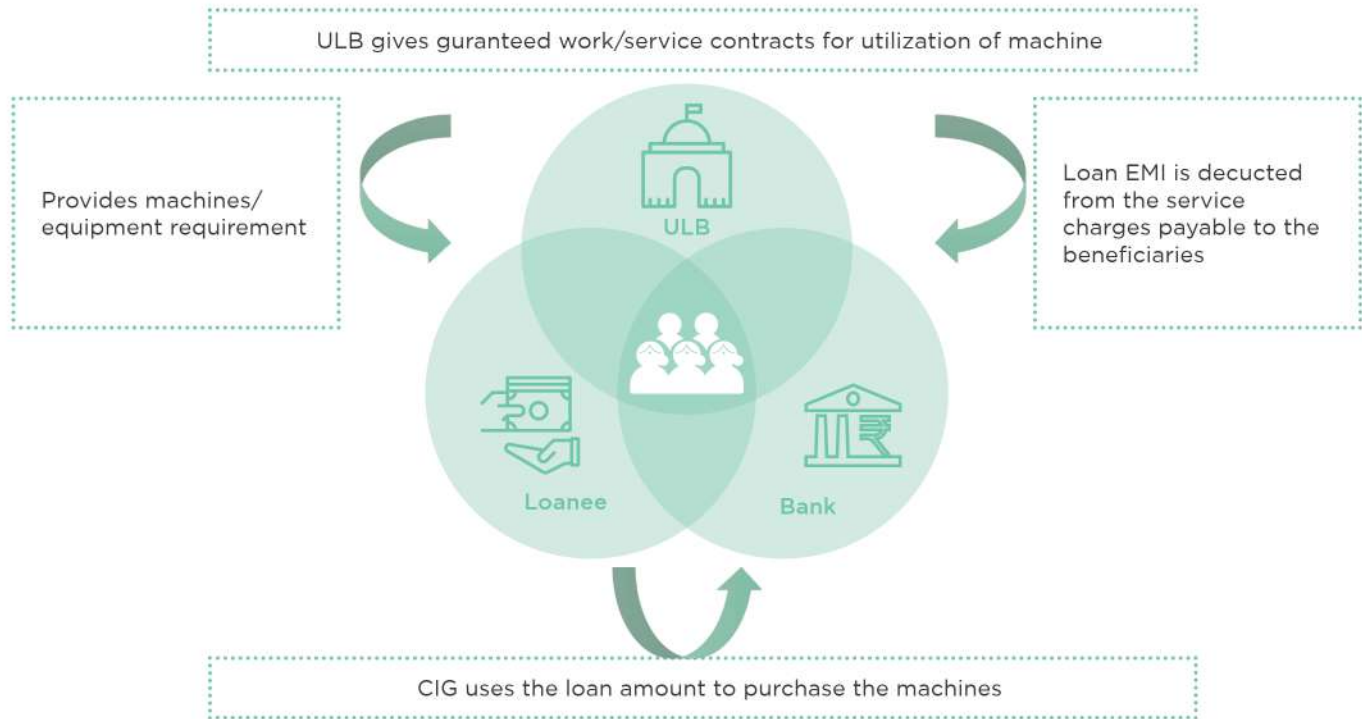 ULB gives guranteed work/service contracts for utilization of machine
Provides machines/
equipment requirement
Loan EMI is decucted
from the service
charges payable to the
beneficiaries
ULB
Loanee
Bank
CIG uses the loan amount to purchase the machines